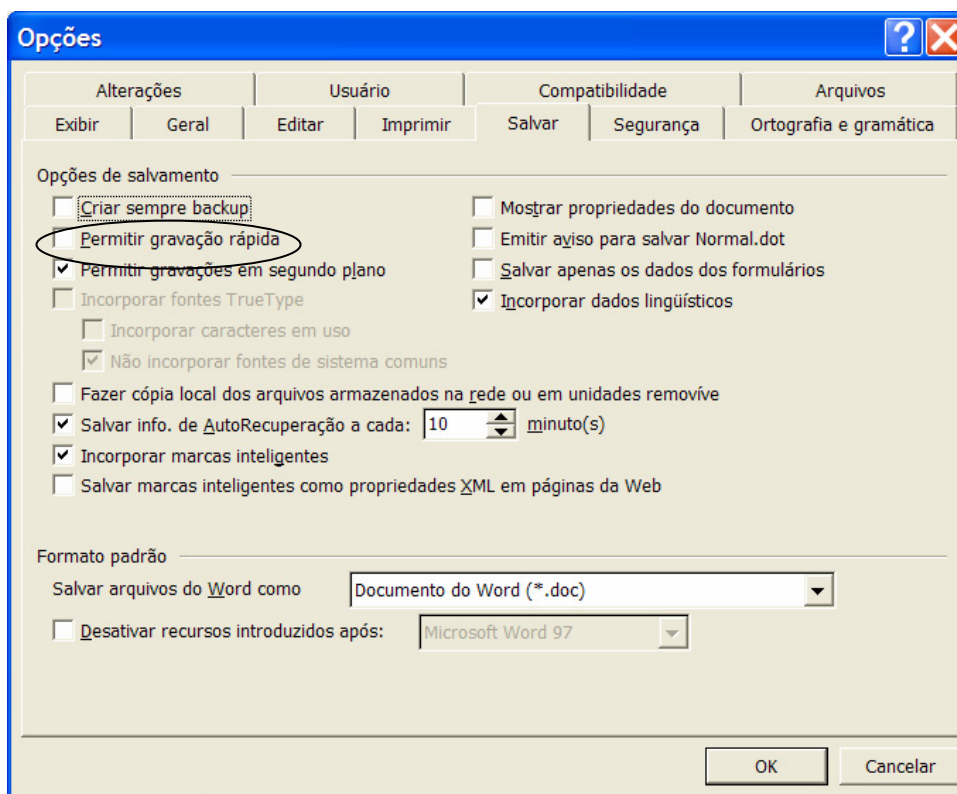 Opções
Alterações Usuário Compatibilidade Arquivos
Exibir Geral Editar Imprimir Salvar Segurança Ortografia e gramática
Opções de salvamento
Criar sempre backup
Mostrar propriedades do documento
Permitir gravação rápida
Emitir aviso para salvar Normal.dot
Permitir gravações em segundo plano
Salvar apenas os dados dos formulários
Incorporar fontes TrueType
Incorporar dados lingüísticos
Incorporar caracteres em uso
Não incorporar fontes de sistema comuns
Fazer cópia local dos arquivos armazenados na rede ou em unidades removíve
Salvar info. de AutoRecuperação a cada: 10 minuto(s)
Incorporar marcas inteligentes
Salvar marcas inteligentes como propriedades XML em páginas da Web
Formato padrão
Salvar arquivos do Word como Documento do Word (*.doc)
Desativar recursos introduzidos após: Microsoft Word 97
OK Cancelar